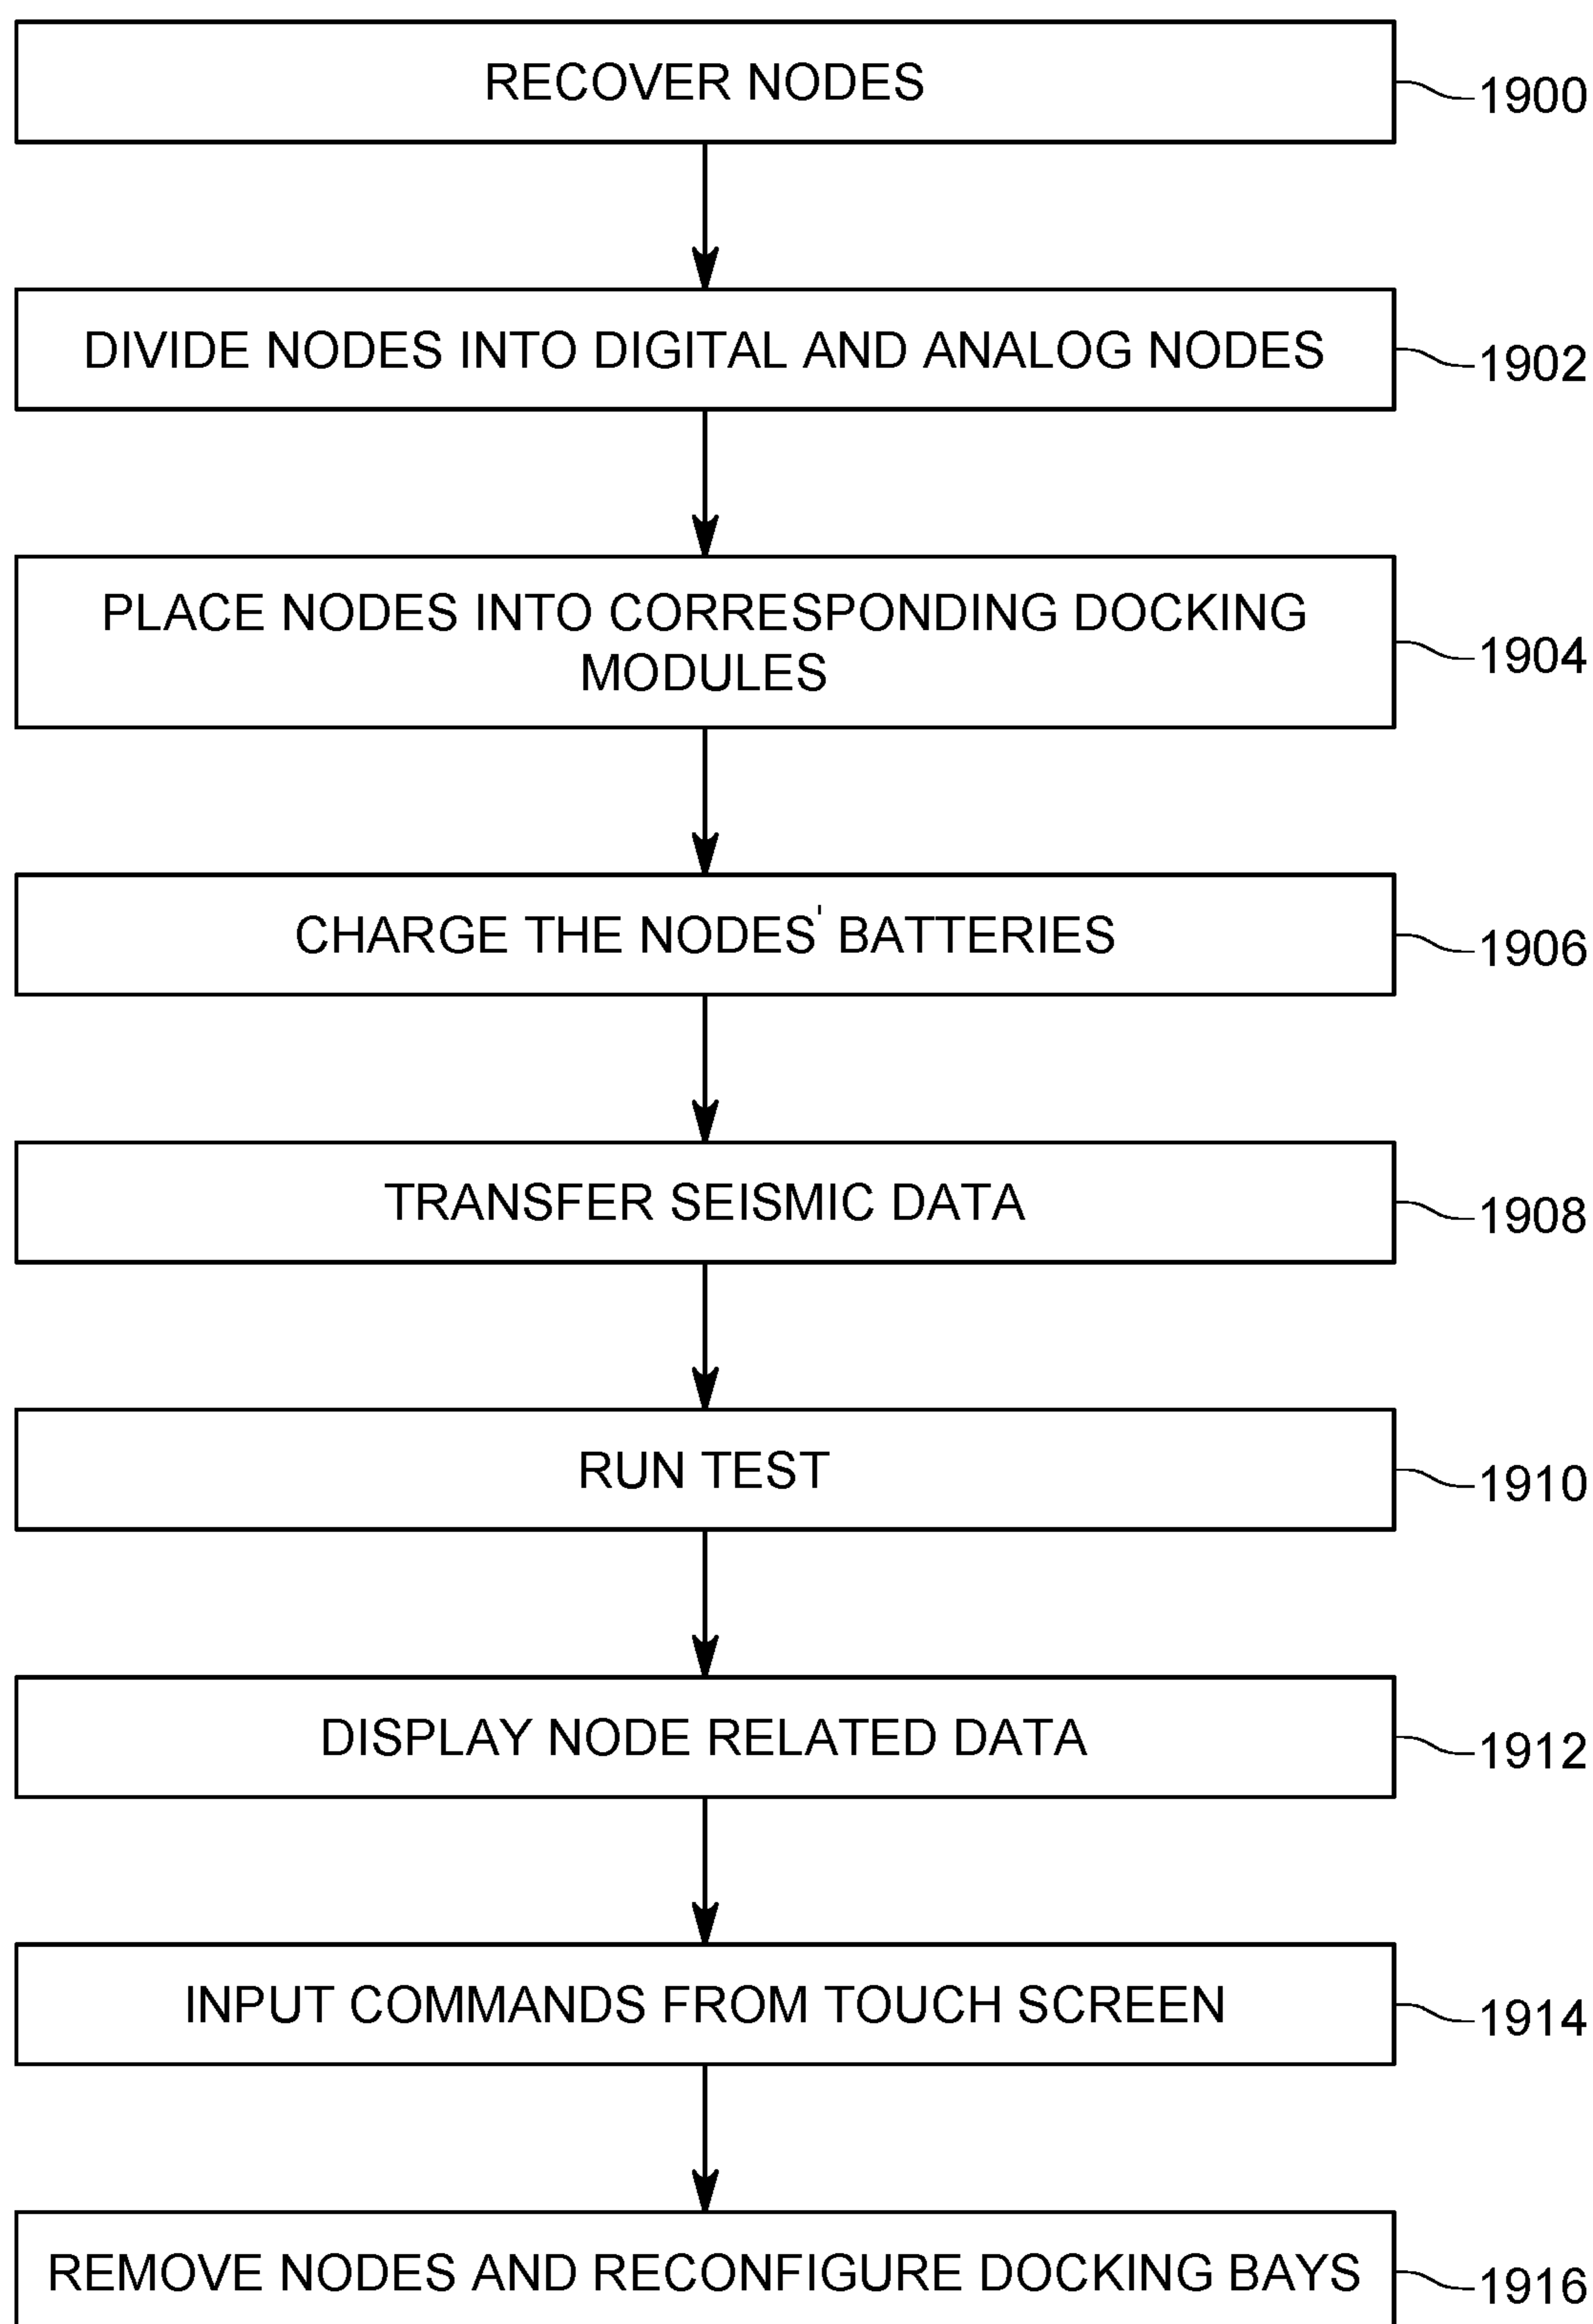 RECOVER NODES
1900
DIVIDE NODES INTO DIGITAL AND ANALOG NODES
1902
PLACE NODES INTO CORRESPONDING DOCKING
MODULES
1904
CHARGE THE NODES' BATTERIES
1906
TRANSFER SEISMIC DATA
1908
RUN TEST
1910
DISPLAY NODE RELATED DATA
1912
INPUT COMMANDS FROM TOUCH SCREEN
1914
REMOVE NODES AND RECONFIGURE DOCKING BAYS
1916